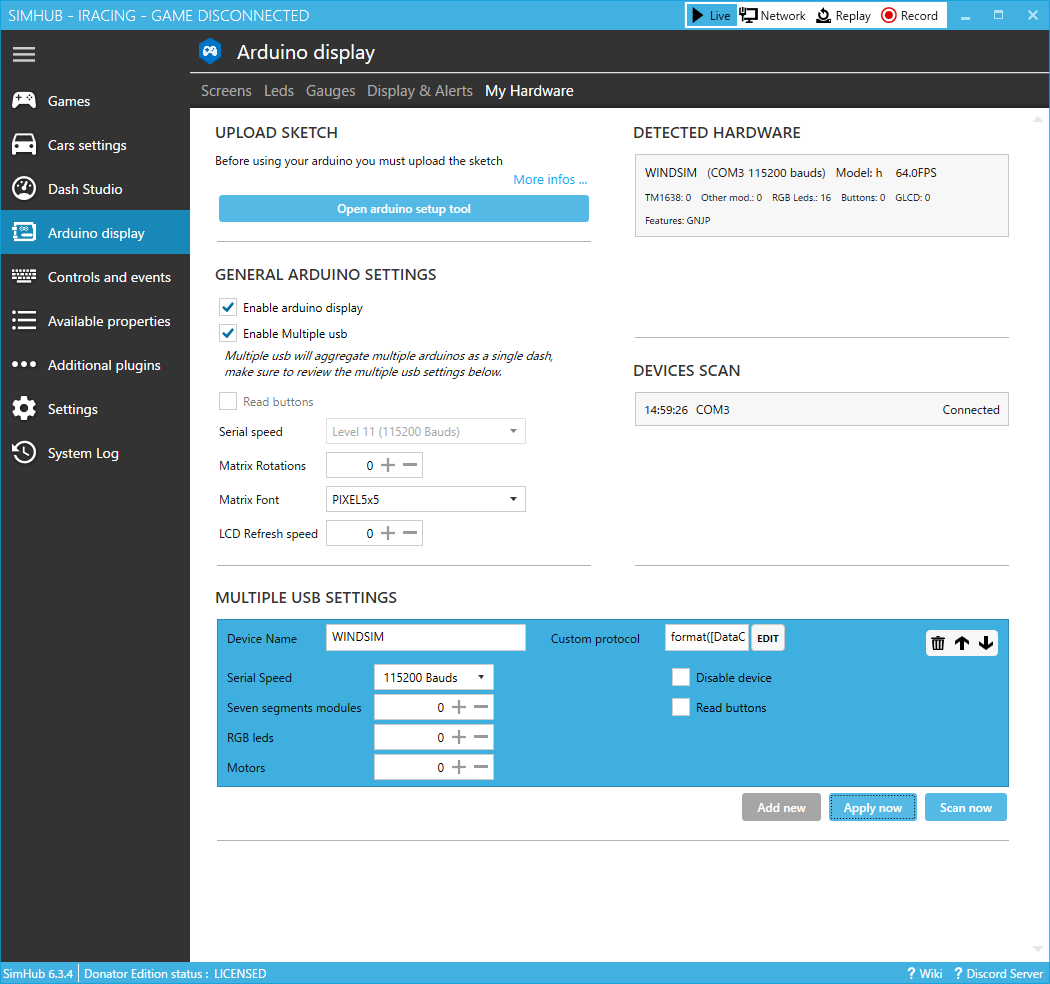 SIMHUB - IRACING - GAME DISCONNECTED
Live Network Replay Record
Arduino display
Screens Leds Gauges Display & Alerts My Hardware
Games
Cars settings
Dash Studio
Arduino display
Controls and events
Available properties
Additional plugins
Settings
System Log
UPLOAD SKETCH
Before using your arduino you must upload the sketch
More infos ...
Open arduino setup tool
GENERAL ARDUINO SETTINGS
Enable arduino display
Enable Multiple usb
Multiple usb will aggregate multiple arduinos as a single dash,
make sure to review the multiple usb settings below.
Read buttons
Serial speed Level 11 (115200 Bauds)
Matrix Rotations 0
Matrix Font PIXEL5x5
LCD Refresh speed 0
DETECTED HARDWARE
WINDSIM (COM3 115200 bauds) Model: h 64.0FPS
TM1638: 0 Other mod.: 0 RGB Leds.: 16 Buttons: 0 GLCD: 0
Features: GNJP
DEVICES SCAN
14:59:26 COM3 Connected
MULTIPLE USB SETTINGS
Device Name WINDSIM Custom protocol format([DataC EDIT
Serial Speed 115200 Bauds Disable device
Seven segments modules 0 Read buttons
RGB leds 0
Motors 0
Add new Apply now Scan now
SimHub 6.3.4 Donator Edition status : LICENSED ? Wiki ? Discord Server